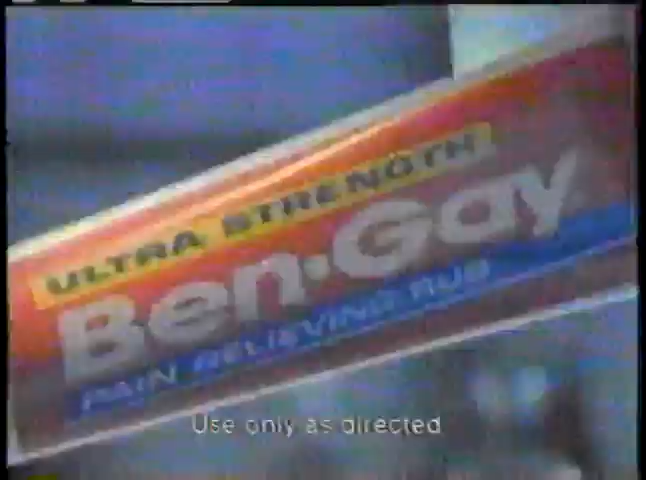 ULTRA STRENGTH
Ben·Gay
PAIN RELIEVING RUB
Use only as directed